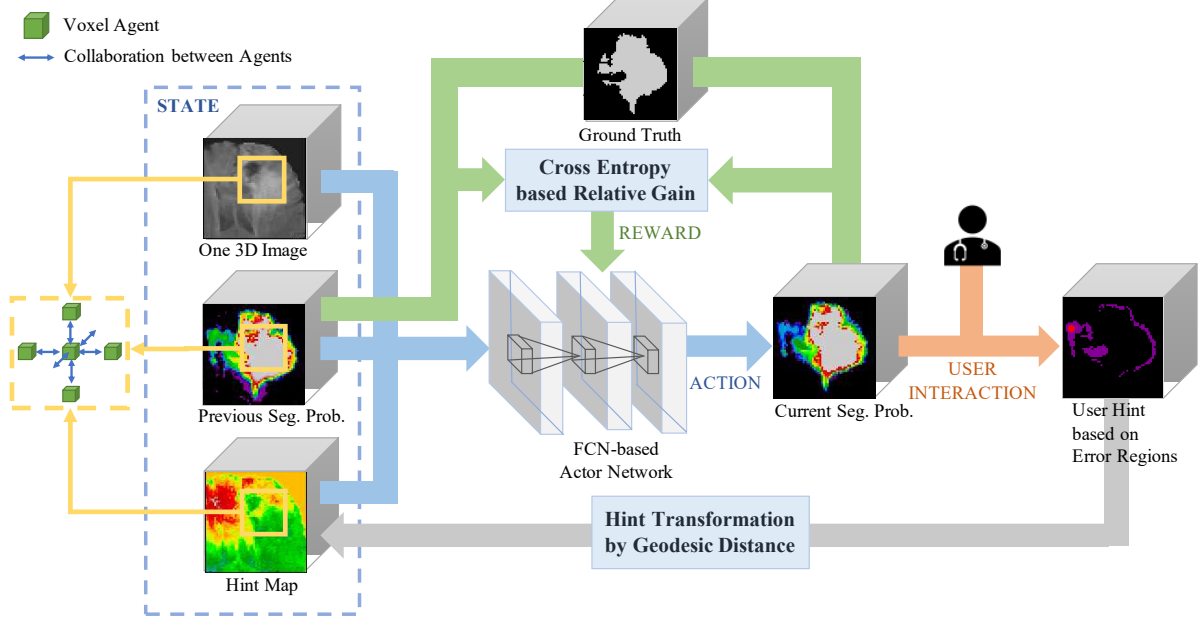 Voxel Agent
Collaboration between Agents
STATE
One 3D Image
Previous Seg. Prob.
Hint Map
Ground Truth
Cross Entropy
based Relative Gain
REWARD
FCN-based
Actor Network
ACTION
Current Seg. Prob.
USER
INTERACTION
User Hint
based on
Error Regions
Hint Transformation
by Geodesic Distance